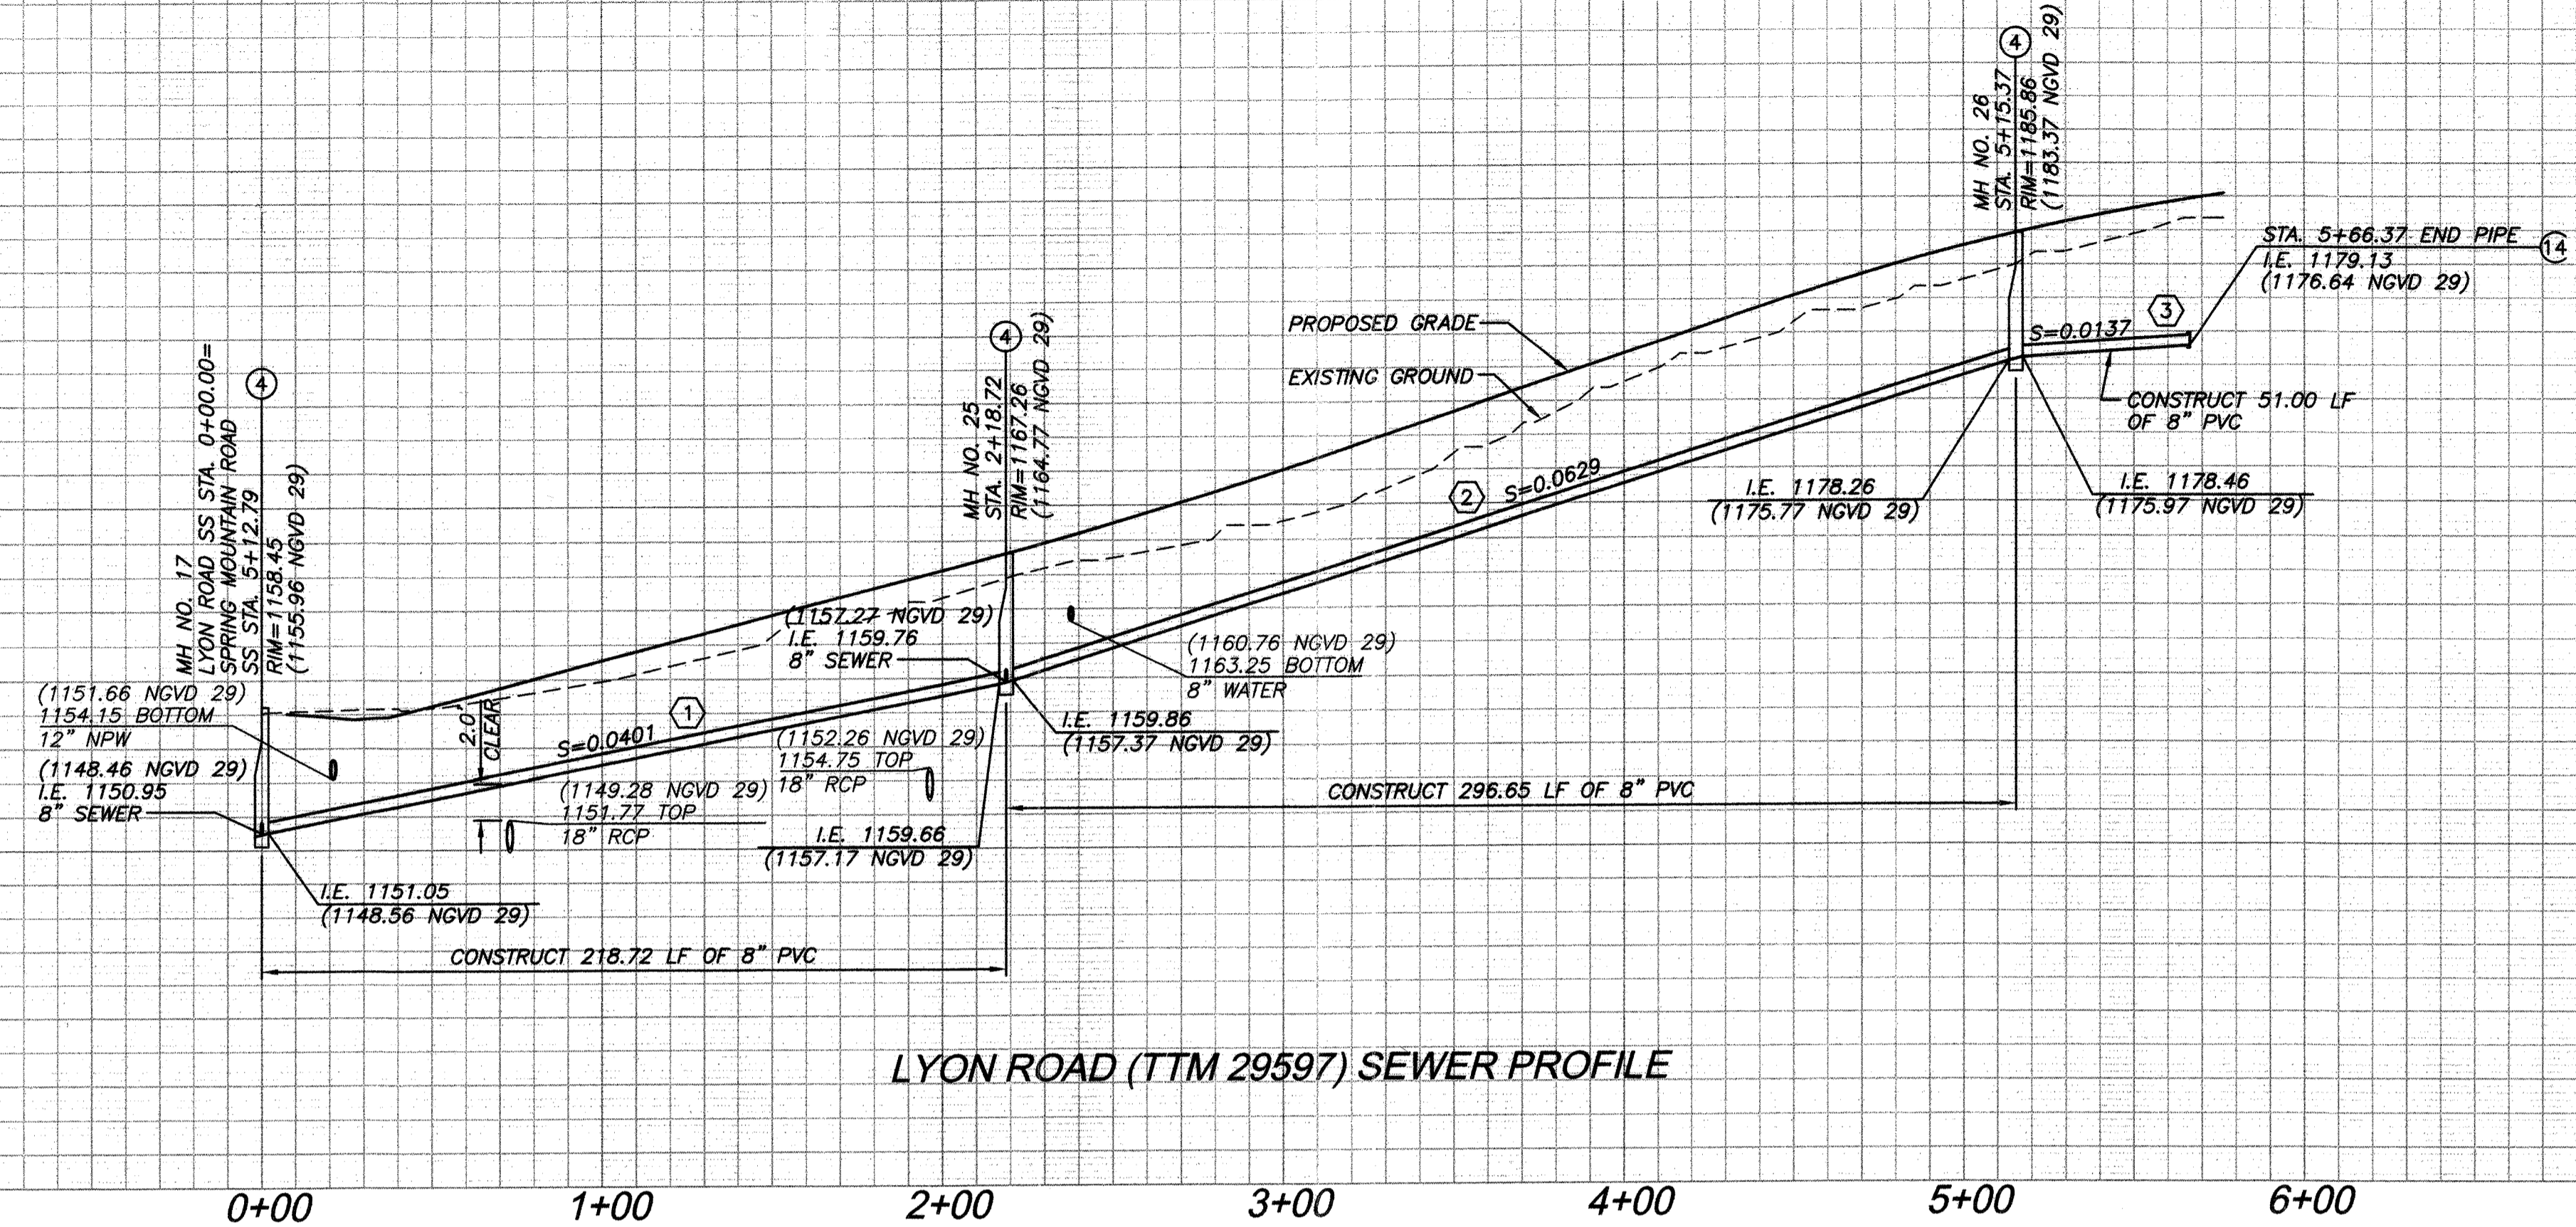 MH NO. 17
LYON ROAD SS STA. 0+00.00=
SPRING MOUNTAIN ROAD
SS STA. 5+12.79
RIM=1158.45
(1155.96 NGVD 29)
4
(1151.66 NGVD 29)
1154.15 BOTTOM
12" NPW
(1148.46 NGVD 29)
I.E. 1150.95
8" SEWER
I.E. 1151.05
(1148.56 NGVD 29)
2.0'
CLEAR
S=0.0401
1
(1149.28 NGVD 29)
1151.77 TOP
18" RCP
(1152.26 NGVD 29)
1154.75 TOP
18" RCP
I.E. 1159.66
(1157.17 NGVD 29)
CONSTRUCT 218.72 LF OF 8" PVC
4
MH NO. 25
STA. 2+18.72
RIM=1167.26
(1164.77 NGVD 29)
(1157.27 NGVD 29)
I.E. 1159.76
8" SEWER
(1160.76 NGVD 29)
1163.25 BOTTOM
8" WATER
I.E. 1159.86
(1157.37 NGVD 29)
PROPOSED GRADE
EXISTING GROUND
2
S=0.0629
CONSTRUCT 296.65 LF OF 8" PVC
4
MH NO. 26
STA. 5+15.37
RIM=1185.86
(1183.37 NGVD 29)
I.E. 1178.26
(1175.77 NGVD 29)
I.E. 1178.46
(1175.97 NGVD 29)
S=0.0137
3
CONSTRUCT 51.00 LF
OF 8" PVC
STA. 5+66.37 END PIPE
14
I.E. 1179.13
(1176.64 NGVD 29)
LYON ROAD (TTM 29597) SEWER PROFILE
0+00
1+00
2+00
3+00
4+00
5+00
6+00